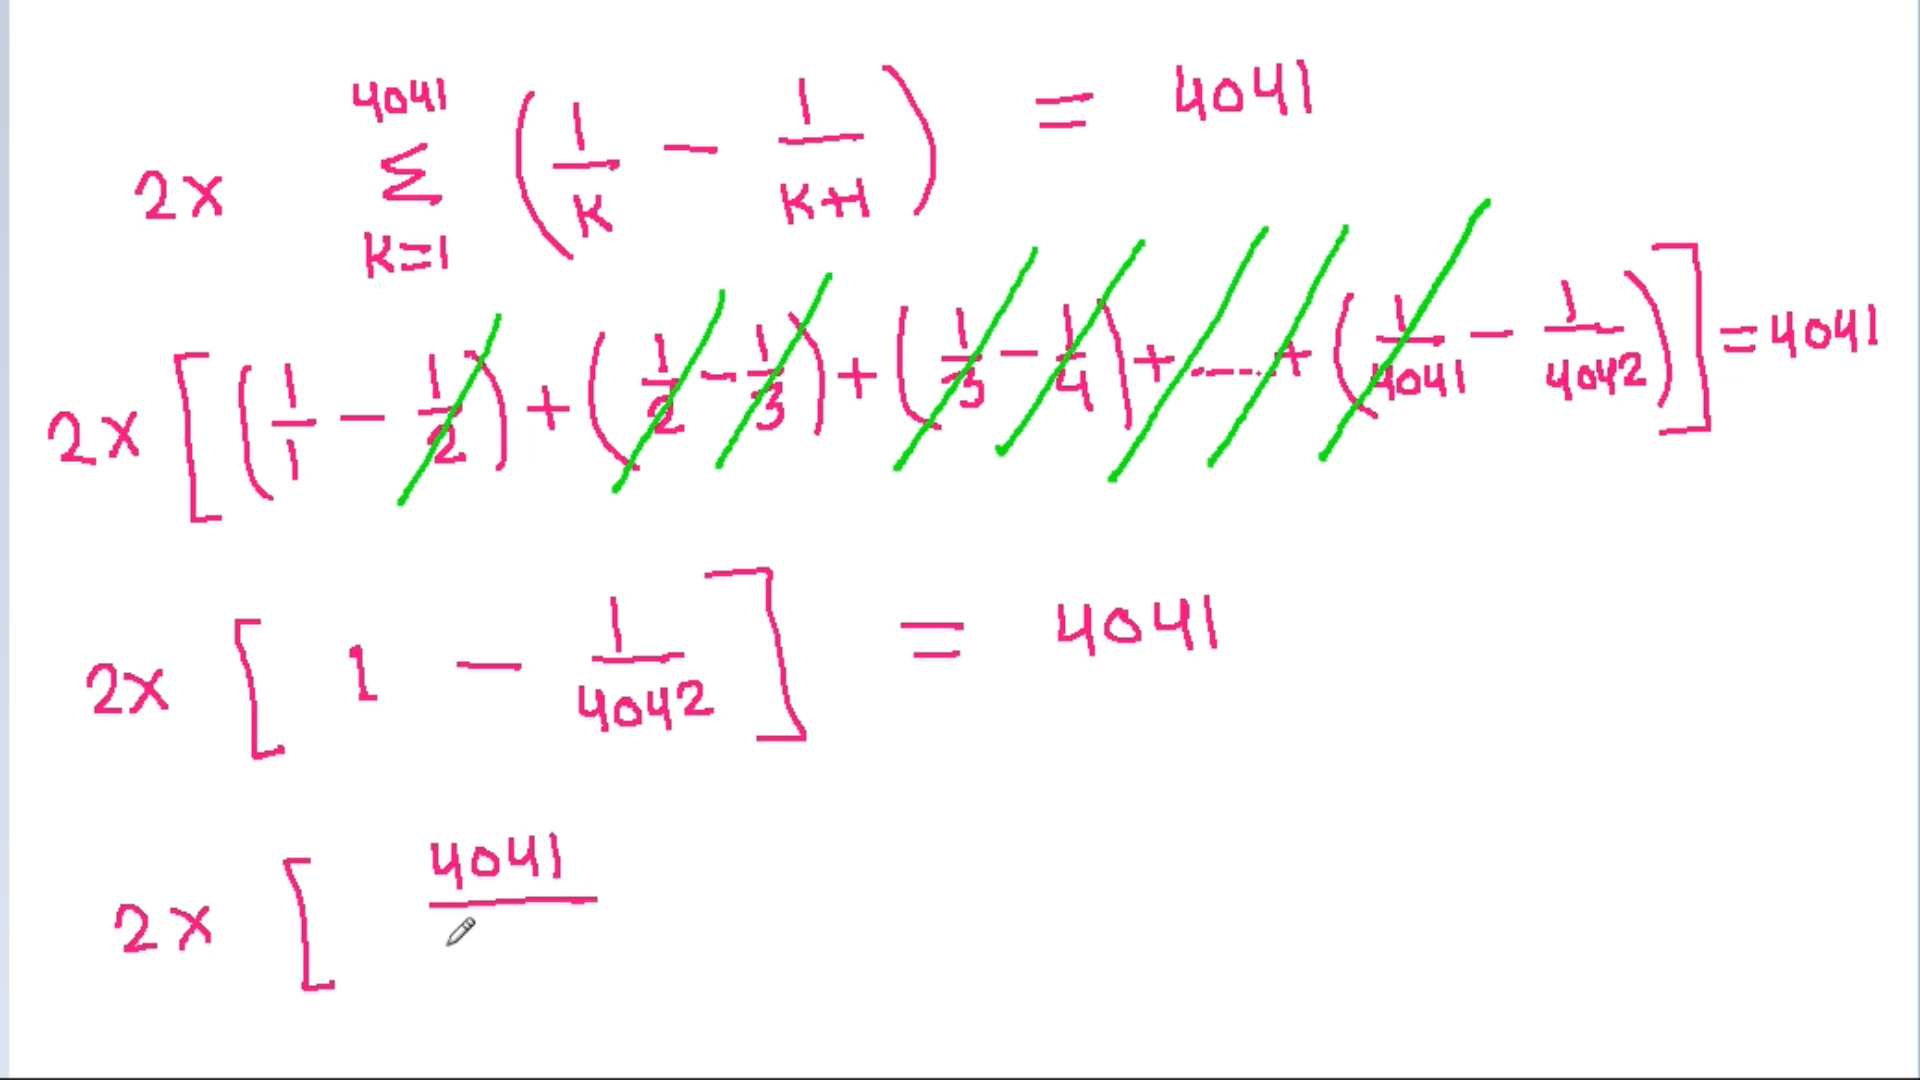 2x ∑_{k=1}^{4041} (1/k − 1/(k+1)) = 4041
2x [(1/1 − 1/2) + (1/2 − 1/3) + (1/3 − 1/4) + ..... + (1/4041 − 1/4042)] = 4041
2x [1 − 1/4042] = 4041
2x [ 4041/